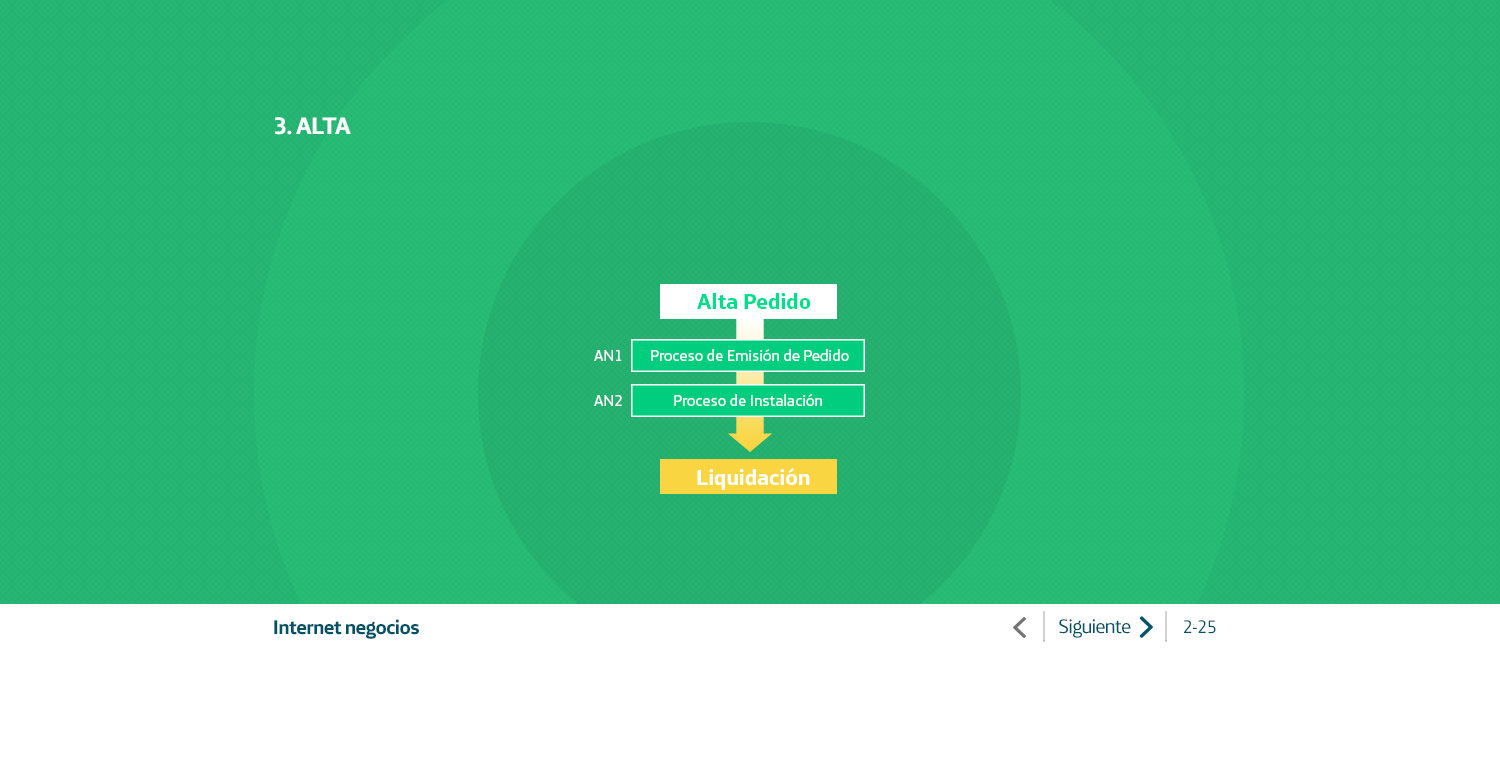 3. ALTA
Alta Pedido
AN1 Proceso de Emisión de Pedido
AN2 Proceso de Instalación
Liquidación
Internet negocios
Siguiente
2-25